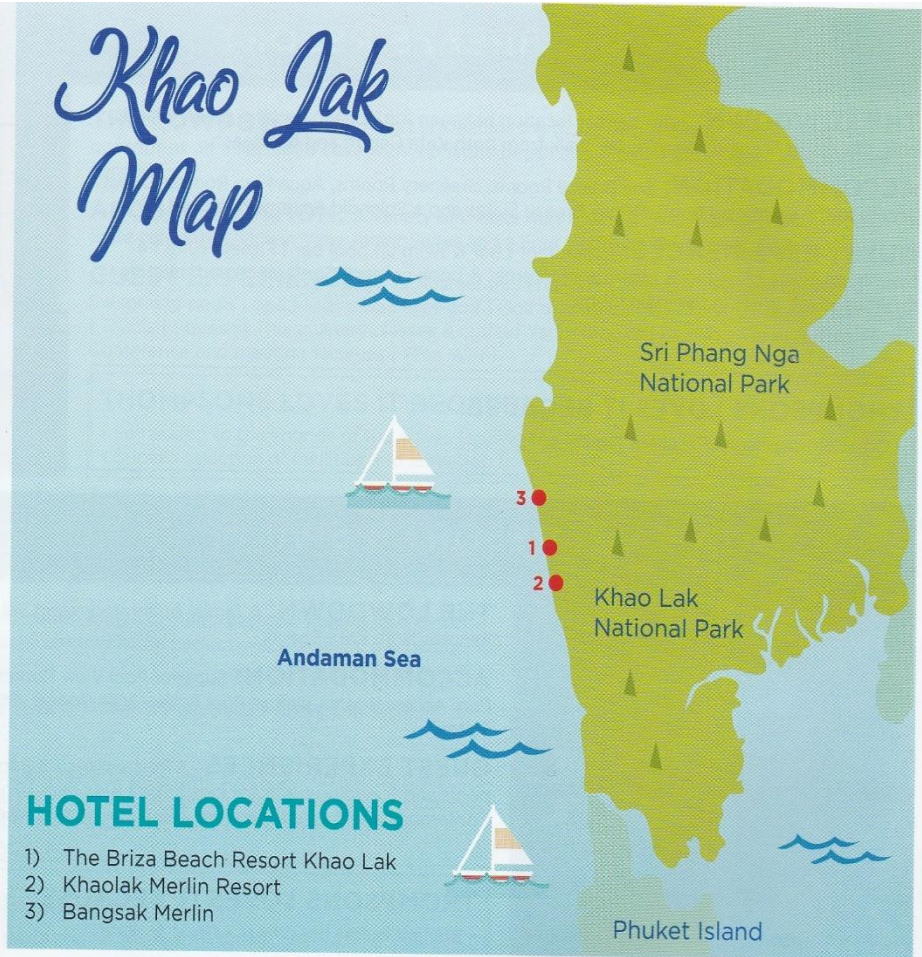 Khao Lak
Map
Sri Phang Nga
National Park
3
1
2
Khao Lak
National Park
Andaman Sea
HOTEL LOCATIONS
1) The Briza Beach Resort Khao Lak
2) Khaolak Merlin Resort
3) Bangsak Merlin
Phuket Island